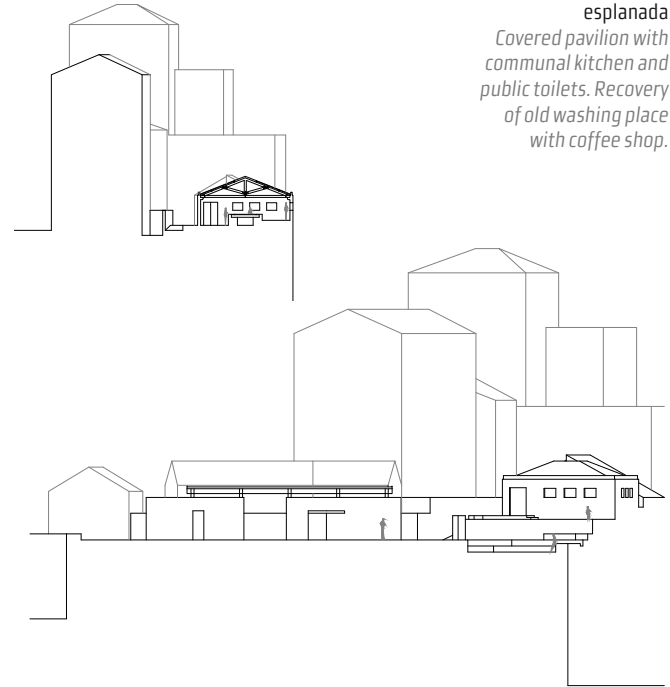 esplanada
Covered pavilion with
communal kitchen and
public toilets. Recovery
of old washing place
with coffee shop.